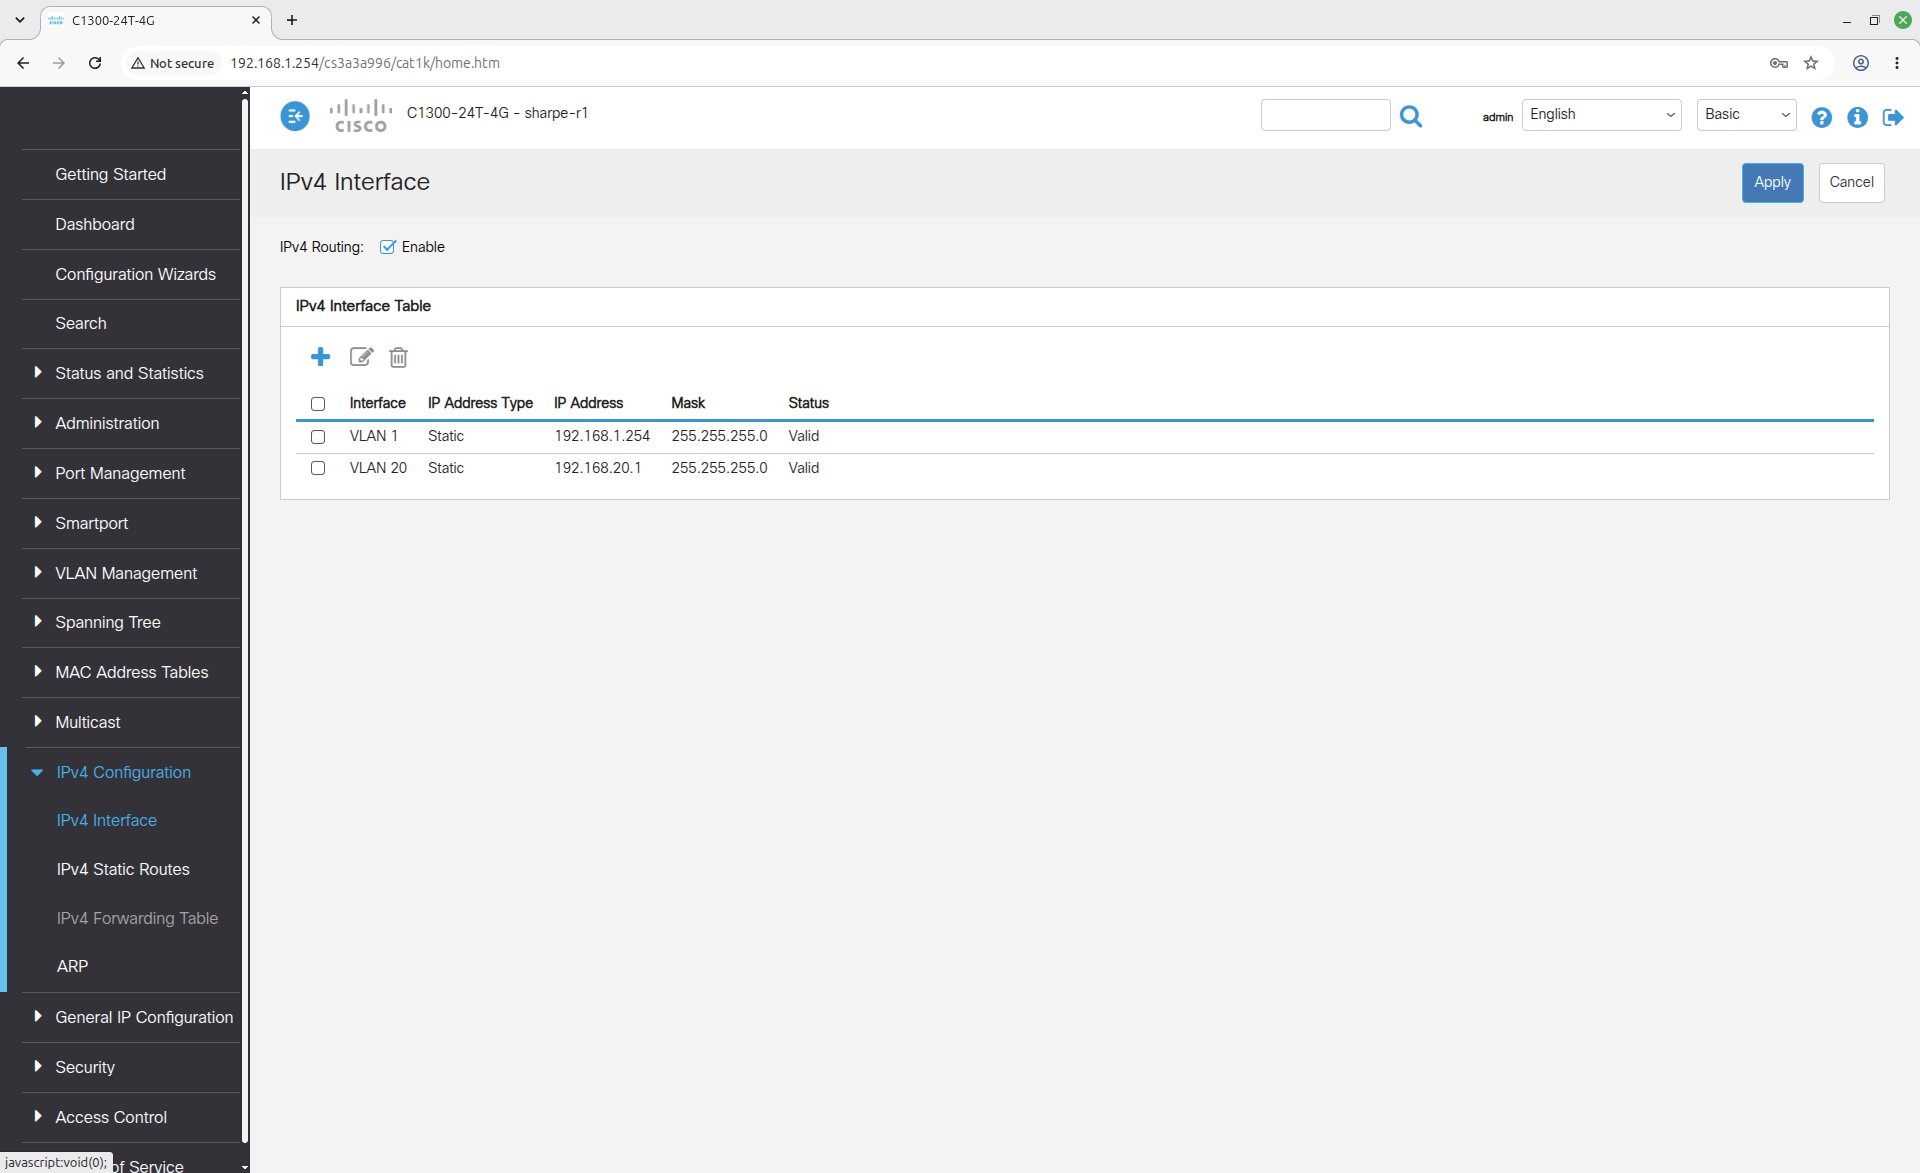 C1300-24T-4G
Not secure 192.168.1.254/cs3a3a996/cat1k/home.htm
CISCO
C1300-24T-4G - sharpe-r1
admin
English
Basic
IPv4 Interface
Apply
Cancel
Getting Started
Dashboard
Configuration Wizards
Search
Status and Statistics
Administration
Port Management
Smartport
VLAN Management
Spanning Tree
MAC Address Tables
Multicast
IPv4 Configuration
IPv4 Interface
IPv4 Static Routes
IPv4 Forwarding Table
ARP
General IP Configuration
Security
Access Control
of Service
javascript:void(0);
IPv4 Routing: Enable
IPv4 Interface Table
Interface IP Address Type IP Address Mask Status
VLAN 1 Static 192.168.1.254 255.255.255.0 Valid
VLAN 20 Static 192.168.20.1 255.255.255.0 Valid